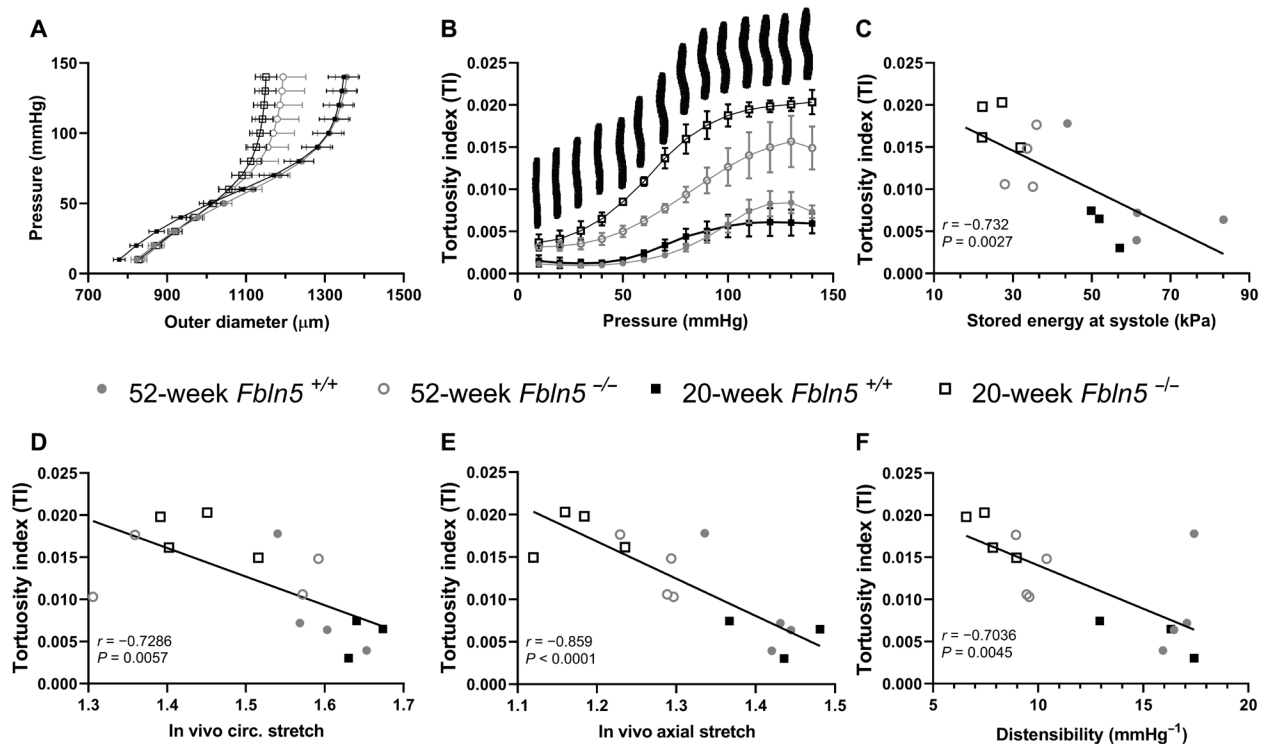 A
150
100
50
0
Pressure (mmHg)
700
900
1100
1300
1500
Outer diameter (μm)
B
0.025
0.020
0.015
0.010
0.005
0.000
Tortuosity index (TI)
0
50
100
150
Pressure (mmHg)
C
0.025
0.020
0.015
0.010
0.005
0.000
Tortuosity index (TI)
r = −0.732
P = 0.0027
10
30
50
70
90
Stored energy at systole (kPa)
52-week Fbln5 +/+
52-week Fbln5 −/−
20-week Fbln5 +/+
20-week Fbln5 −/−
D
0.025
0.020
0.015
0.010
0.005
0.000
Tortuosity index (TI)
r = −0.7286
P = 0.0057
1.3
1.4
1.5
1.6
1.7
In vivo circ. stretch
E
0.025
0.020
0.015
0.010
0.005
0.000
Tortuosity index (TI)
r = −0.859
P < 0.0001
1.1
1.2
1.3
1.4
1.5
In vivo axial stretch
F
0.025
0.020
0.015
0.010
0.005
0.000
Tortuosity index (TI)
r = −0.7036
P = 0.0045
5
10
15
20
Distensibility (mmHg⁻¹)